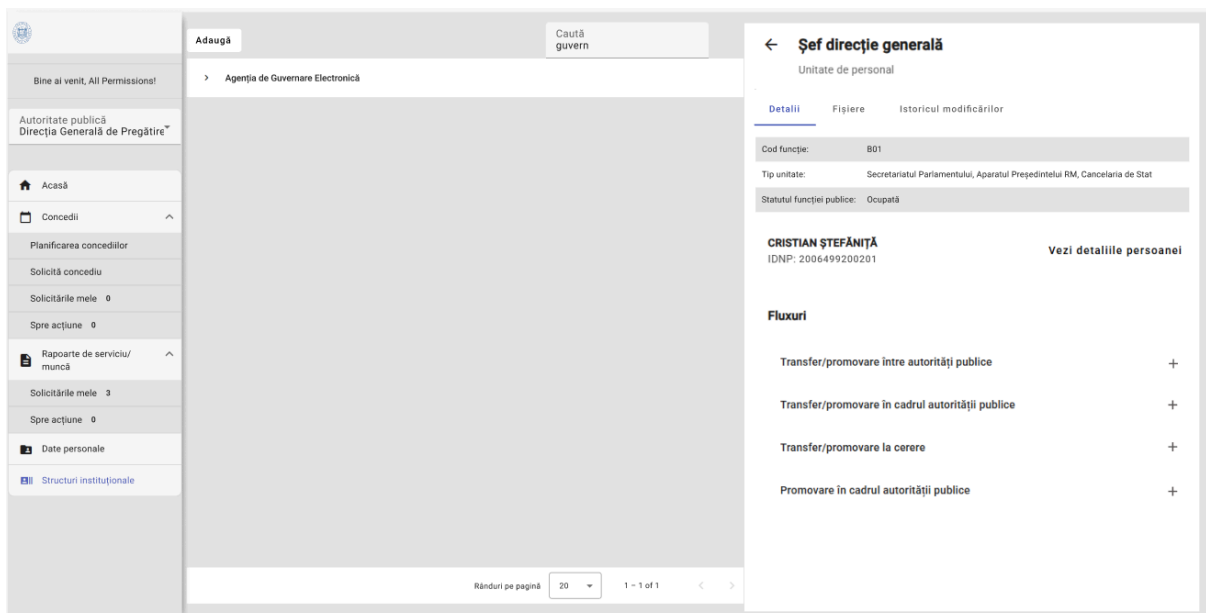 Bine ai venit, All Permissions!
Autoritate publică
Direcția Generală de Pregătire
Acasă
Concedii
Planificarea concediilor
Solicită concediu
Solicitările mele 0
Spre acțiune 0
Rapoarte de serviciu/
muncă
Solicitările mele 3
Spre acțiune 0
Date personale
Structuri instituționale
Adaugă
Caută
guvern
Agenția de Guvernare Electronică
Rânduri pe pagină 20 1 – 1 of 1
Șef direcție generală
Unitate de personal
Detalii Fișiere Istoricul modificărilor
Cod funcție: B01
Tip unitate: Secretariatul Parlamentului, Aparatul Președintelui RM, Cancelaria de Stat
Statutul funcției publice: Ocupată
CRISTIAN ȘTEFĂNIȚĂ
IDNP: 2006499200201
Vezi detaliile persoanei
Fluxuri
Transfer/promovare între autorități publice
Transfer/promovare în cadrul autorității publice
Transfer/promovare la cerere
Promovare în cadrul autorității publice